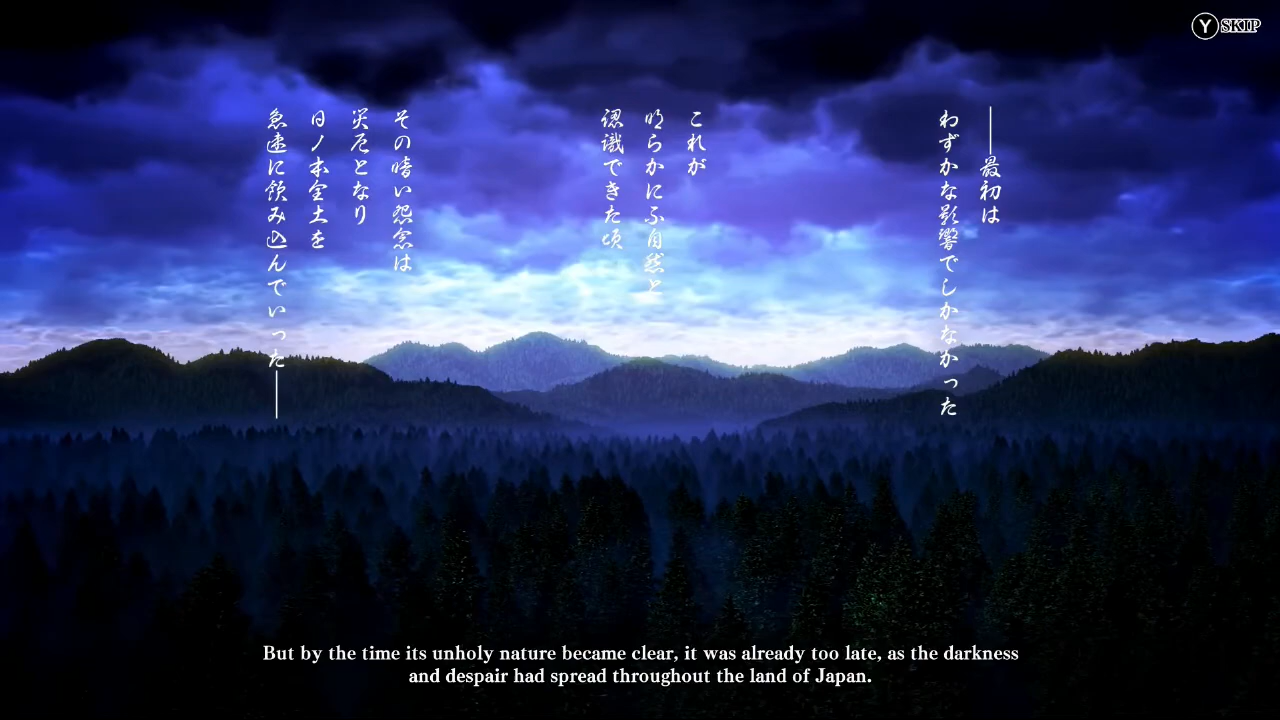 Ⓨ SKIP
――最初は
わずかな影響でしかなかった
これが
明らかに不自然と
認識できた頃
その暗い怨念は
災厄となり
日ノ本全土を
急速に飲み込んでいった――
But by the time its unholy nature became clear, it was already too late, as the darkness
and despair had spread throughout the land of Japan.